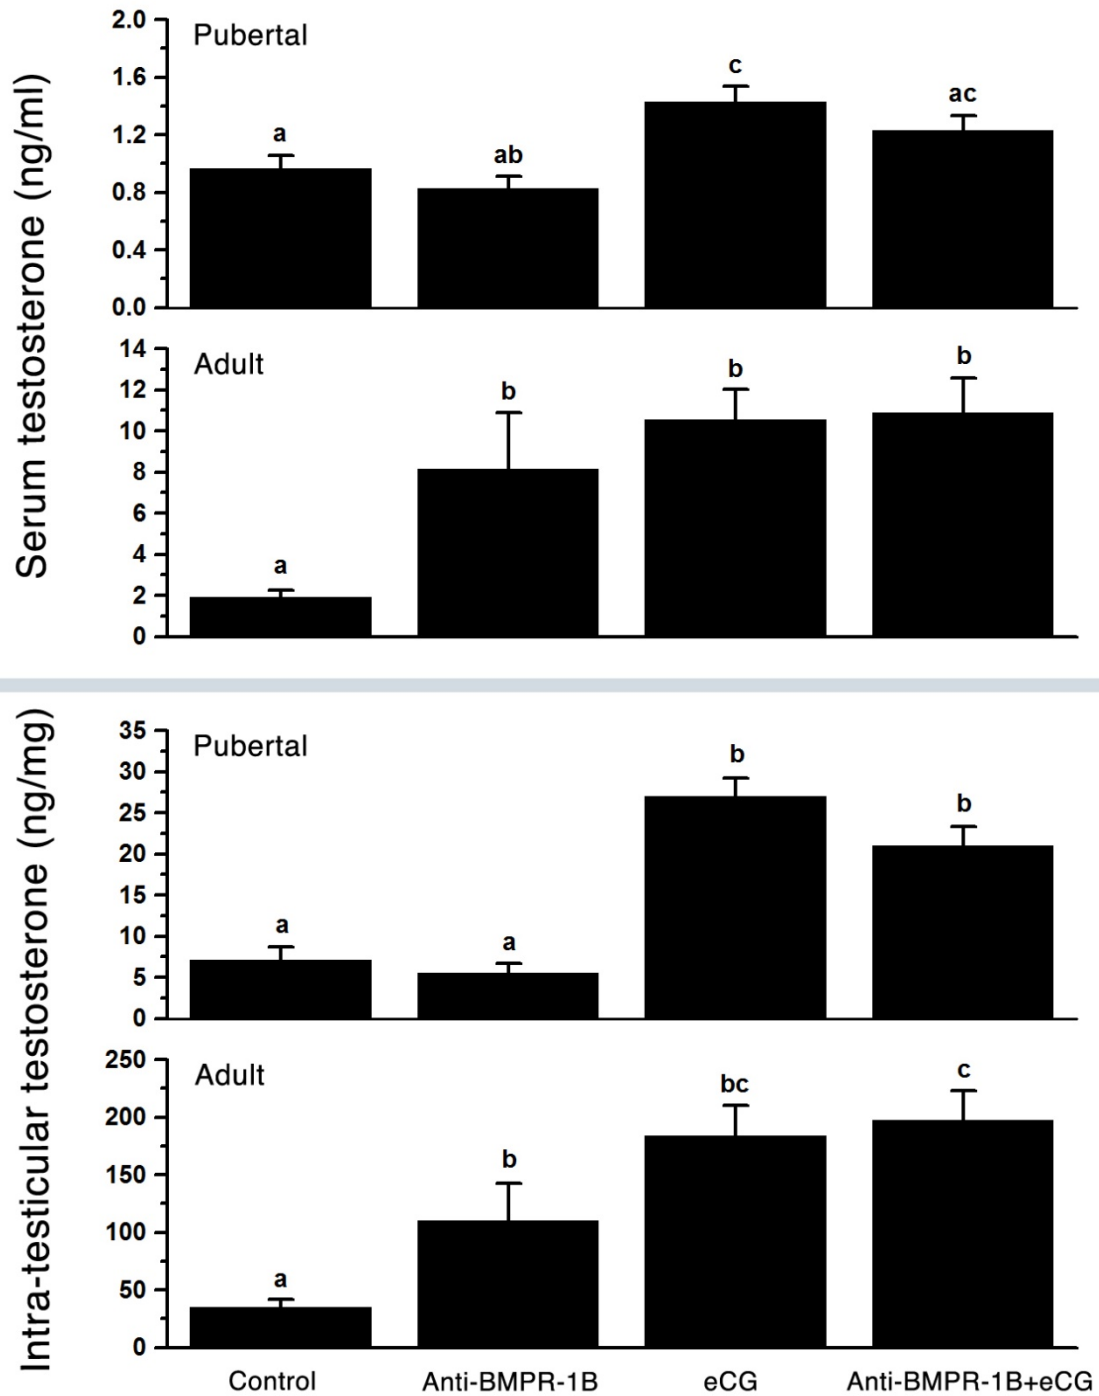 Serum testosterone (ng/ml)
Pubertal
2.0
1.6
1.2
0.8
0.4
0.0
a
ab
c
ac
Adult
14
12
10
8
6
4
2
0
a
b
b
b
Intra-testicular testosterone (ng/mg)
Pubertal
35
30
25
20
15
10
5
0
a
a
b
b
Adult
250
200
150
100
50
0
a
b
bc
c
Control
Anti-BMPR-1B
eCG
Anti-BMPR-1B+eCG